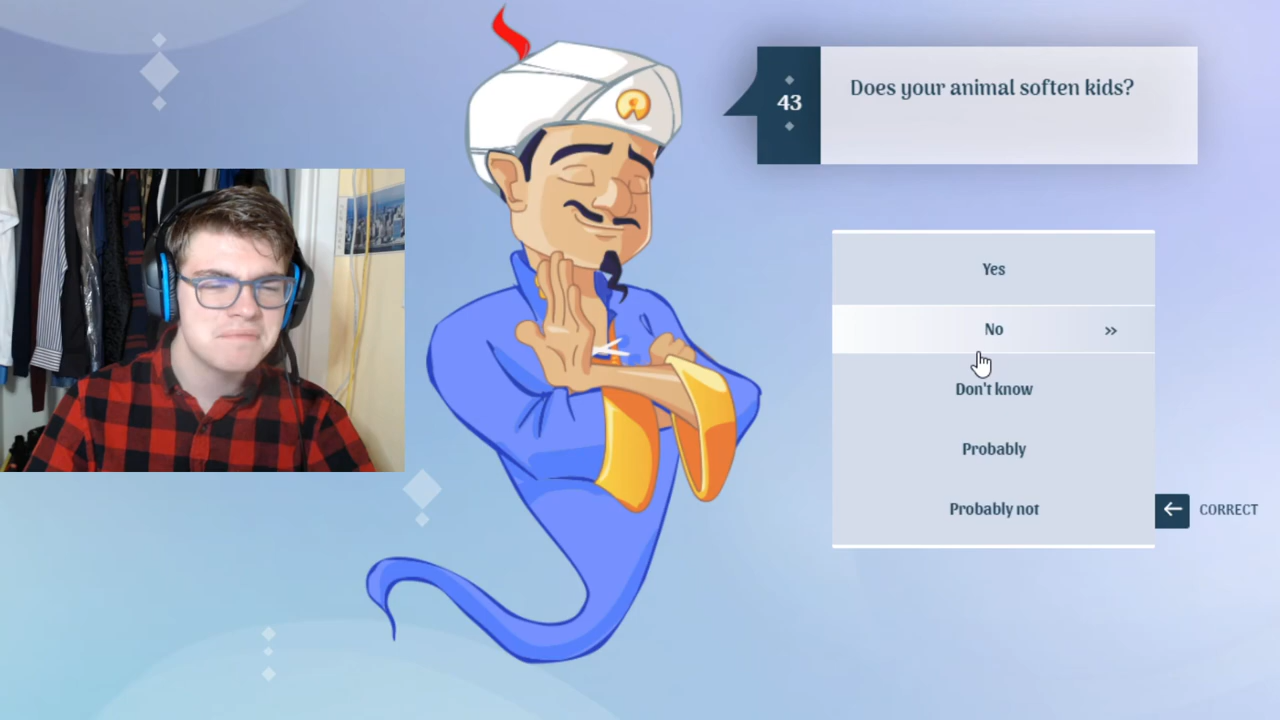 43
Does your animal soften kids?
Yes
No
Don't know
Probably
Probably not
CORRECT